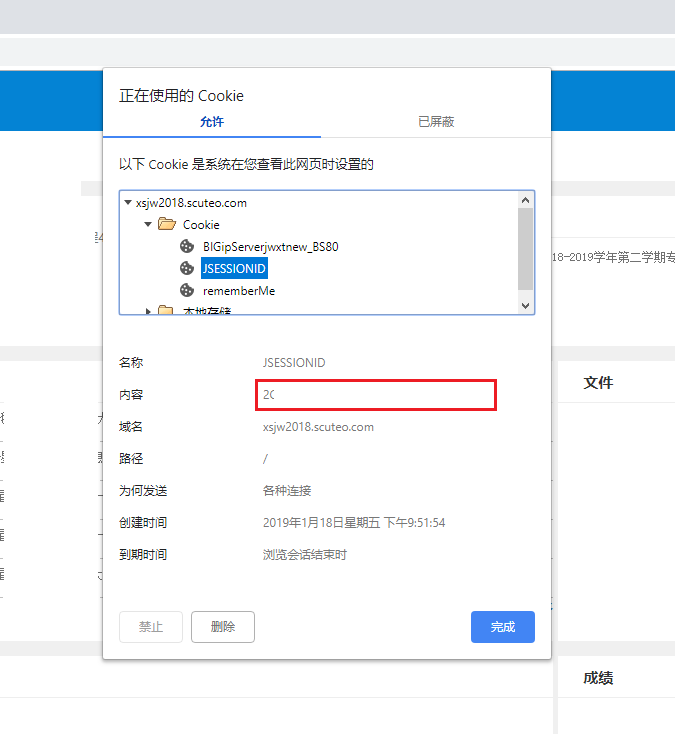 正在使用的 Cookie
允许
已屏蔽
以下 Cookie 是系统在您查看此网页时设置的
xsjw2018.scuteo.com
Cookie
BIGipServerjwxtnew_BS80
JSESSIONID
rememberMe
本地存储
18-2019学年第二学期专
名称 JSESSIONID
文件
内容 2C
域名 xsjw2018.scuteo.com
路径 /
为何发送 各种连接
创建时间 2019年1月18日星期五 下午9:51:54
到期时间 浏览会话结束时
禁止
删除
完成
成绩